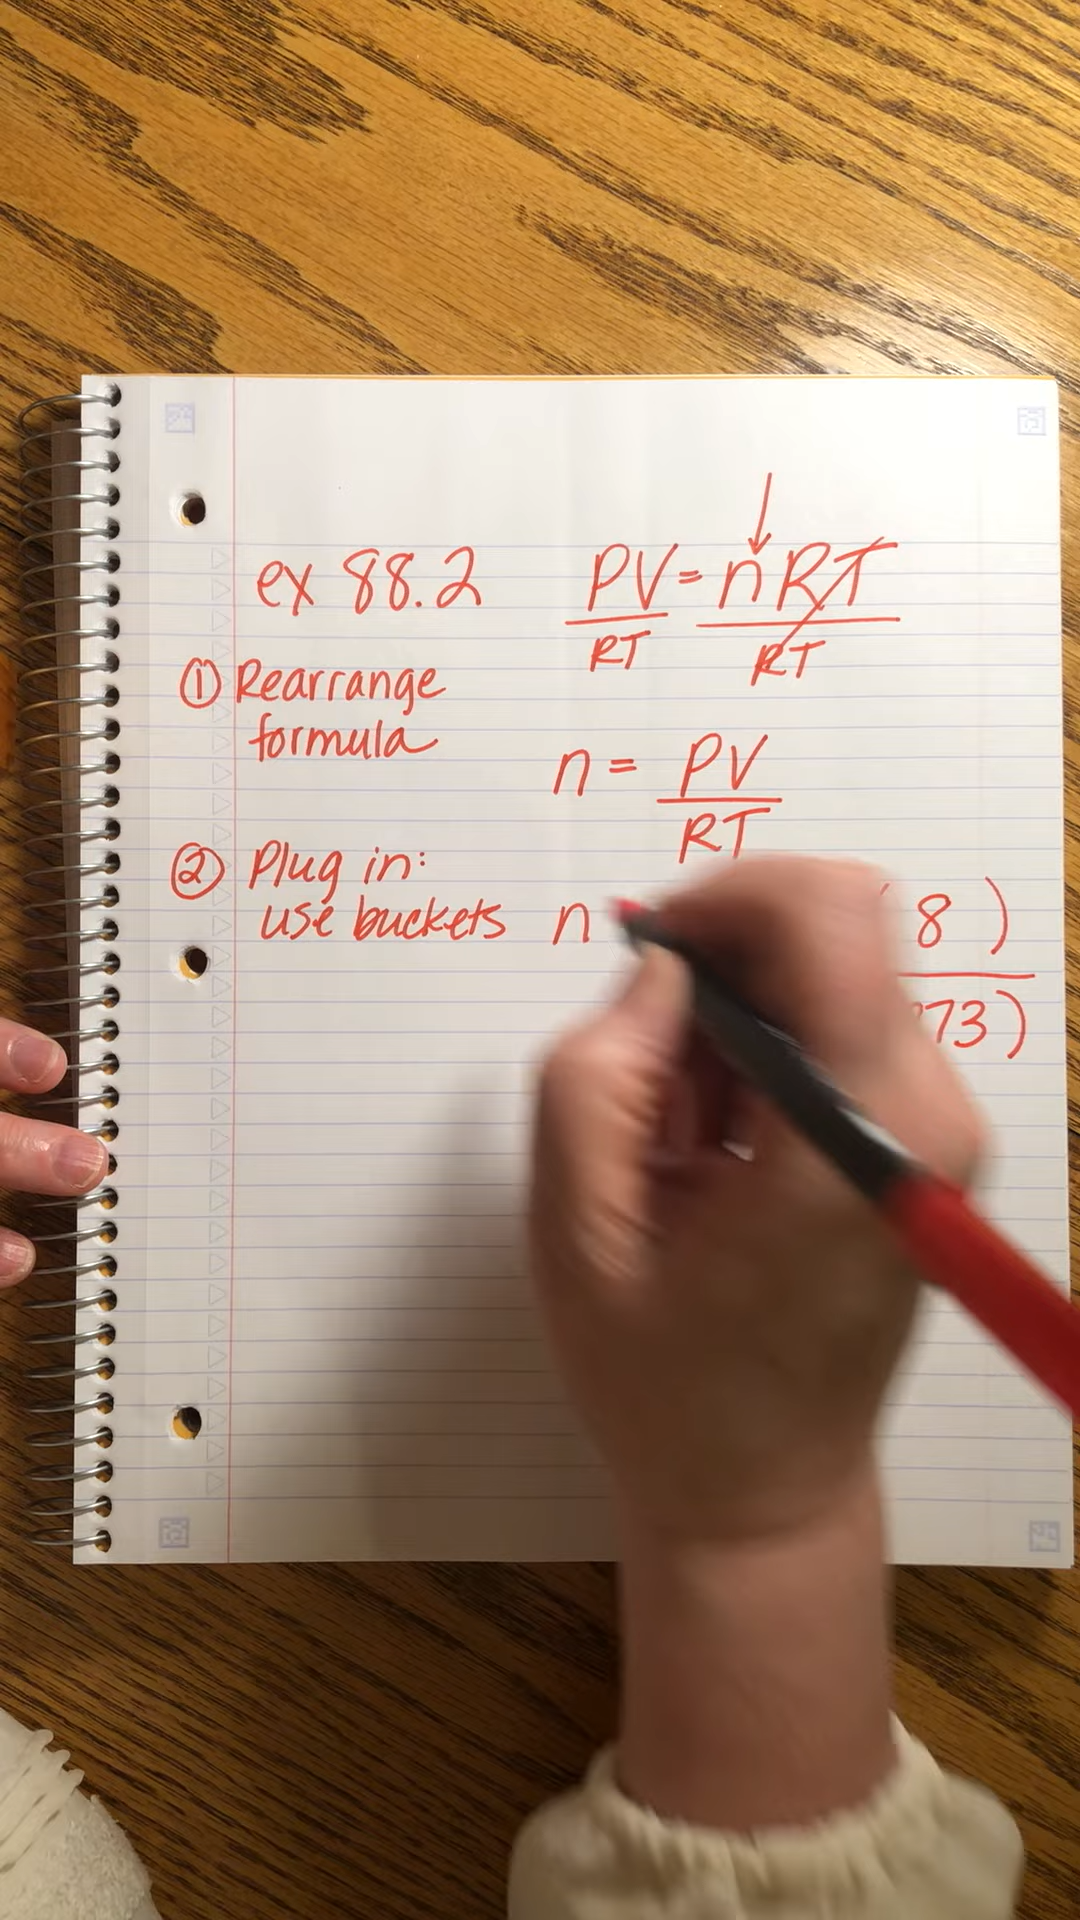 ex 88.2
PV = nRT
RT RT
① Rearrange
formula
n = PV
RT
② Plug in:
use buckets
n 8 )
73 )